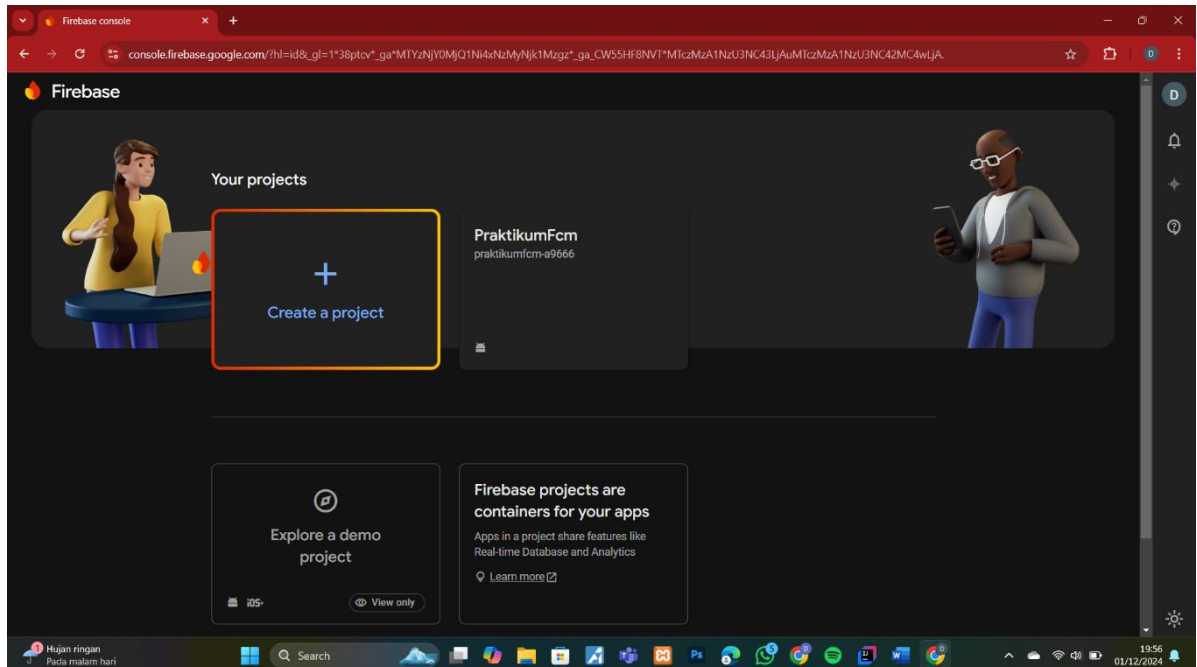 Firebase console
console.firebase.google.com/?hl=id&_gl=1*38ptcv*_ga*MTYzNjY0MjQ1Ni4xNzMyNjk1Mzgz*_ga_CW55HF8NVT*MTczMzA1NzU3NC43LjAuMTczMzA1NzU3NC42MC4wLjA.
D
Firebase
D
Your projects
Create a project
PraktikumFcm
praktikumfcm-a9666
Explore a demo
project
iOS+
View only
Firebase projects are
containers for your apps
Apps in a project share features like
Real-time Database and Analytics
Learn more
1
Hujan ringan
Pada malam hari
Search
Ps
5
19:56
01/12/2024